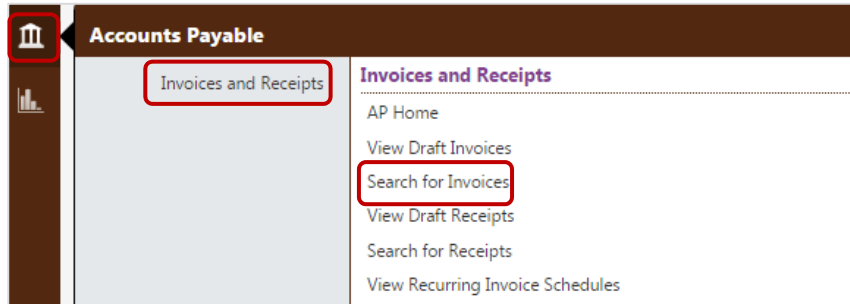 Accounts Payable
Invoices and Receipts
Invoices and Receipts
AP Home
View Draft Invoices
Search for Invoices
View Draft Receipts
Search for Receipts
View Recurring Invoice Schedules